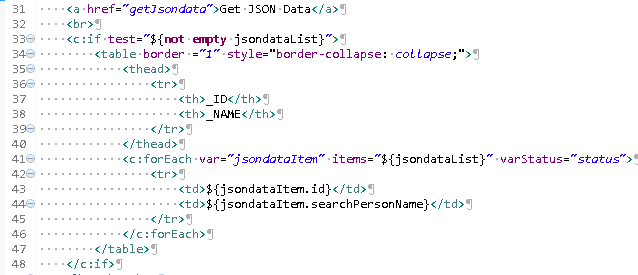 31 <a href="getJsondata">Get JSON Data</a>
32 <br>
33 <c:if test="${not empty jsondataList}">
34 <table border ="1" style="border-collapse: collapse;">
35 <thead>
36 <tr>
37 <th>_ID</th>
38 <th>_NAME</th>
39 </tr>
40 </thead>
41 <c:forEach var="jsondataItem" items="${jsondataList}" varStatus="status">
42 <tr>
43 <td>${jsondataItem.id}</td>
44 <td>${jsondataItem.searchPersonName}</td>
45 </tr>
46 </c:forEach>
47 </table>
48 </c:if>